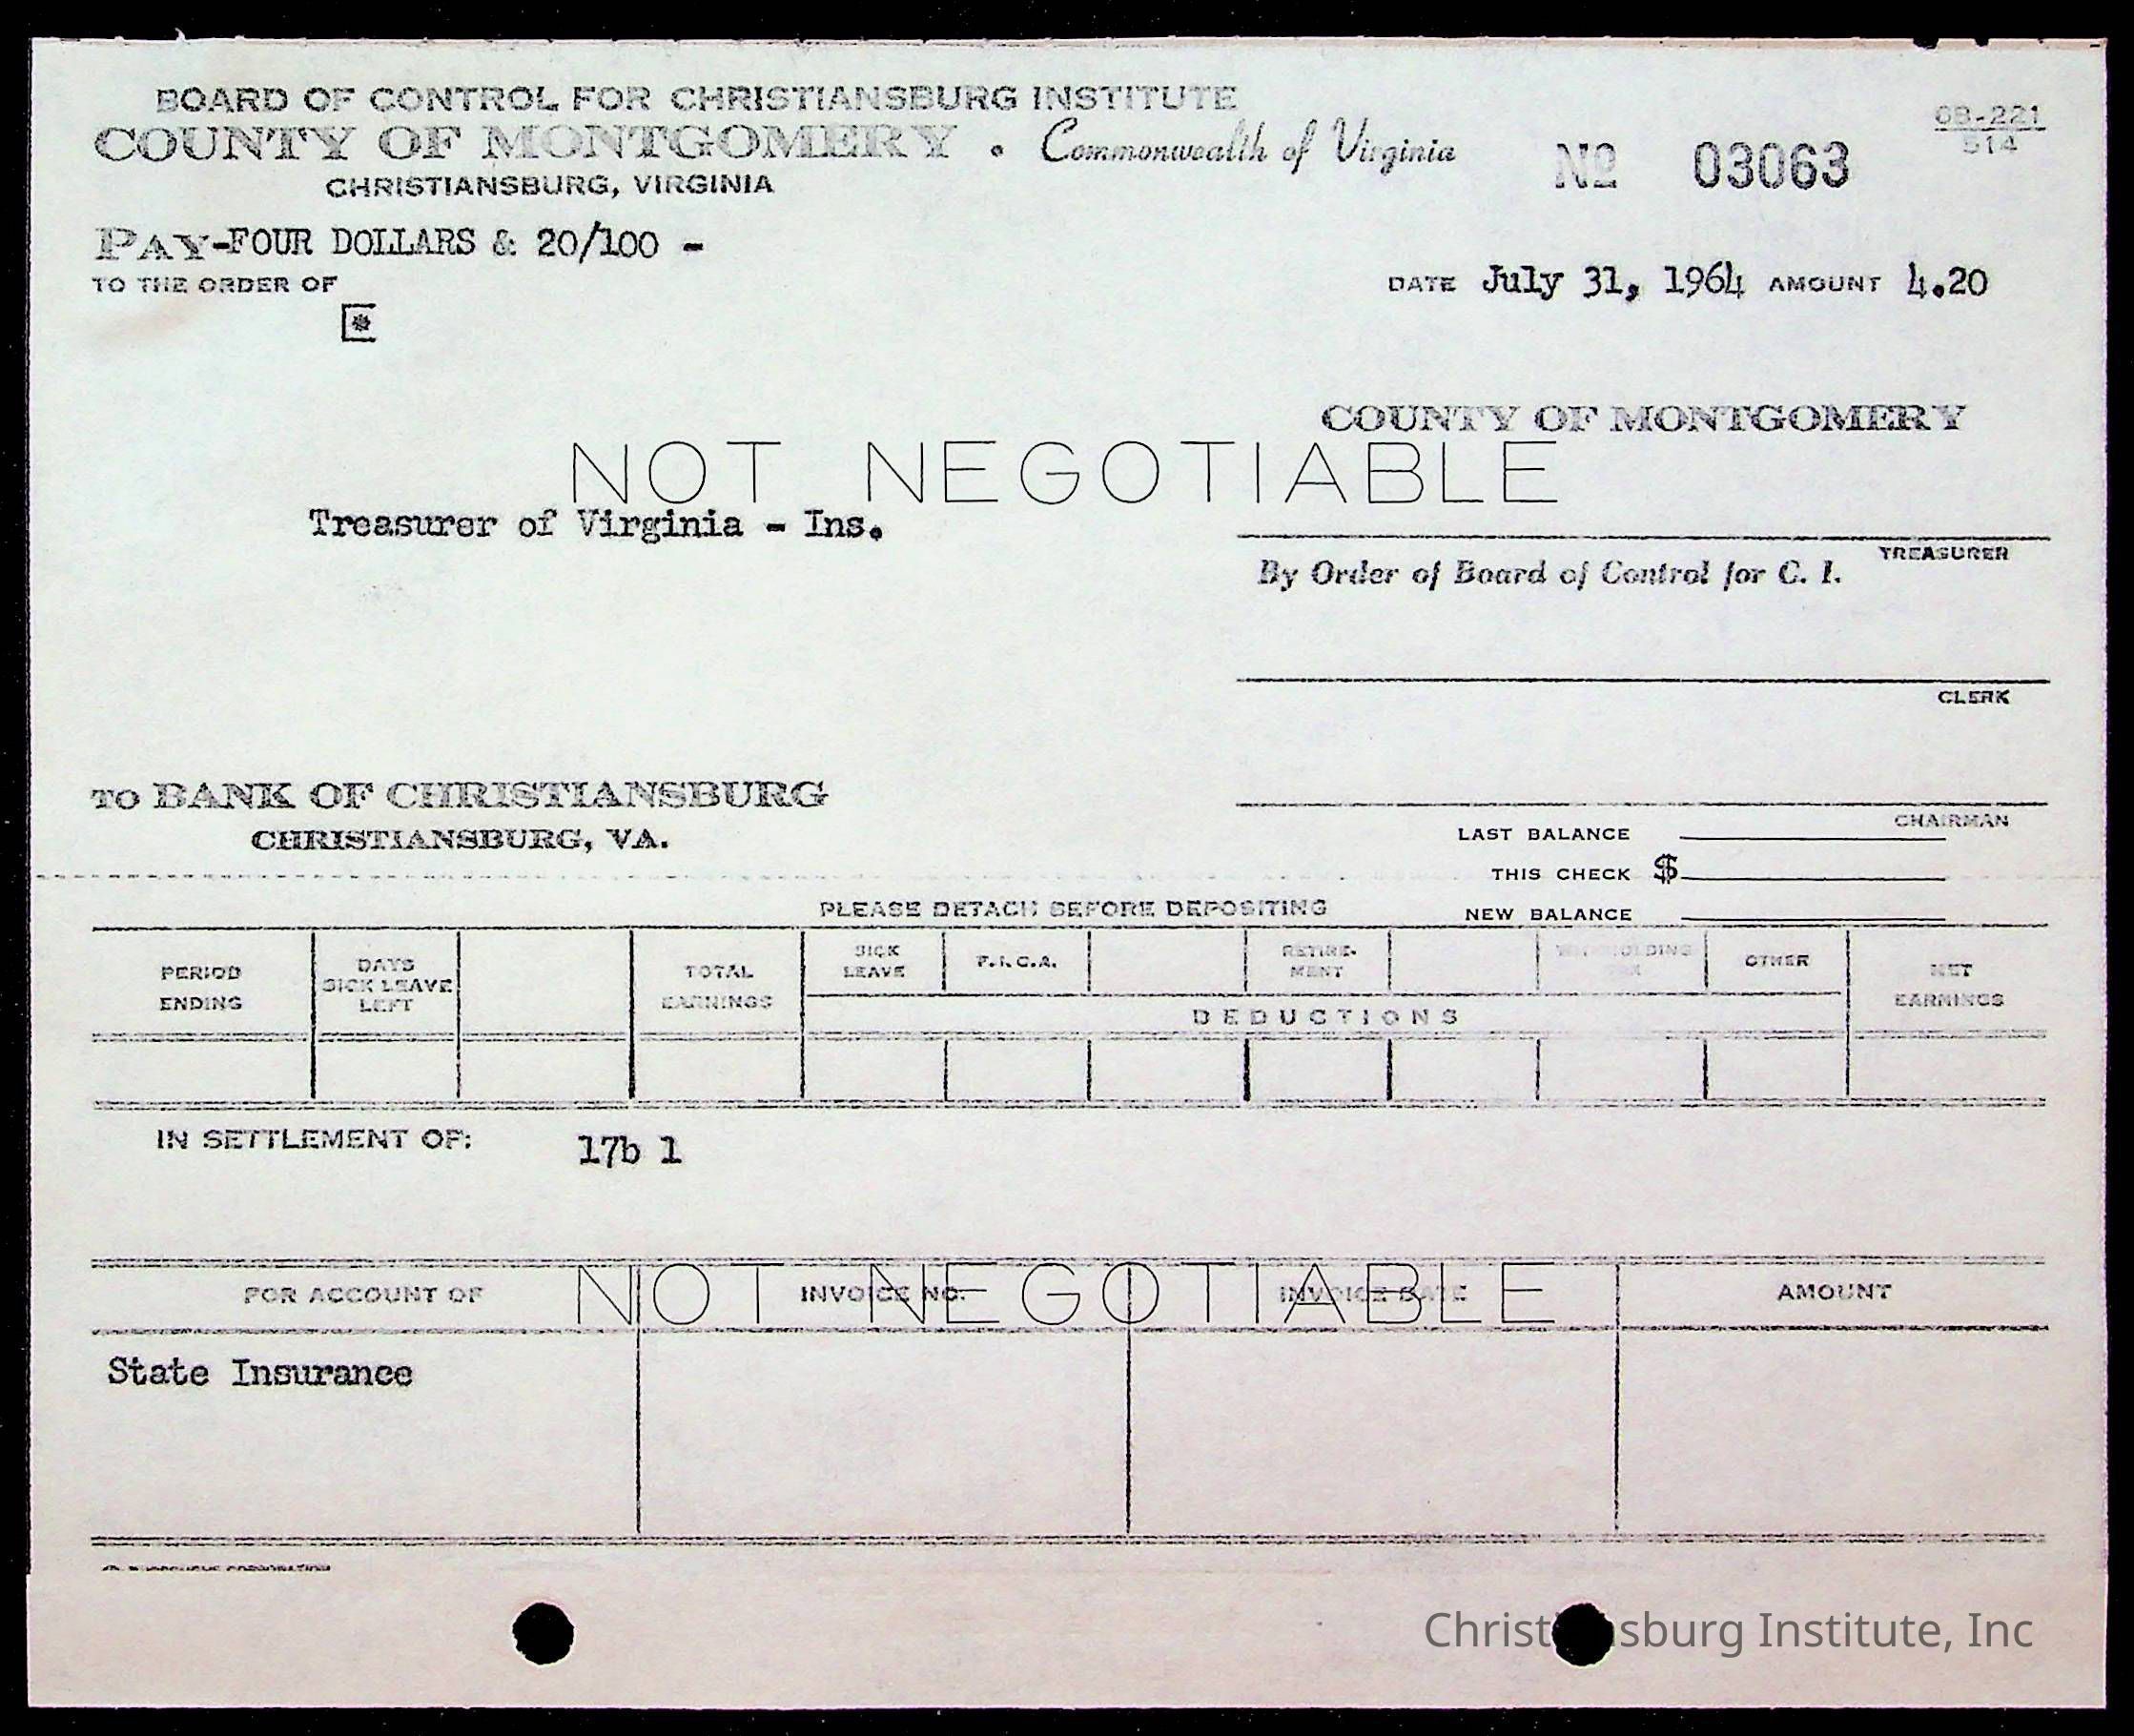 BOARD OF CONTROL FOR CHRISTIANSBURG INSTITUTE
COUNTY OF MONTGOMERY • Commonwealth of Virginia
CHRISTIANSBURG, VIRGINIA
No 03063
68-221
514
PAY-FOUR DOLLARS & 20/100 -
TO THE ORDER OF
DATE July 31, 1964 AMOUNT 4.20
COUNTY OF MONTGOMERY
NOT NEGOTIABLE
Treasurer of Virginia - Ins.
TREASURER
By Order of Board of Control for C. I.
CLERK
TO BANK OF CHRISTIANSBURG
CHRISTIANSBURG, VA.
CHAIRMAN
LAST BALANCE
THIS CHECK $
NEW BALANCE
PLEASE DETACH BEFORE DEPOSITING
PERIOD ENDING
DAYS SICK LEAVE LEFT
TOTAL EARNINGS
SICK LEAVE
F.I.C.A.
RETIRE-MENT
WITHHOLDING TAX
OTHER
NET EARNINGS
DEDUCTIONS
IN SETTLEMENT OF: 17b 1
NOT NEGOTIABLE
FOR ACCOUNT OF INVOICE NO. INVOICE DATE AMOUNT
State Insurance
CORPORATION
Christiansburg Institute, Inc